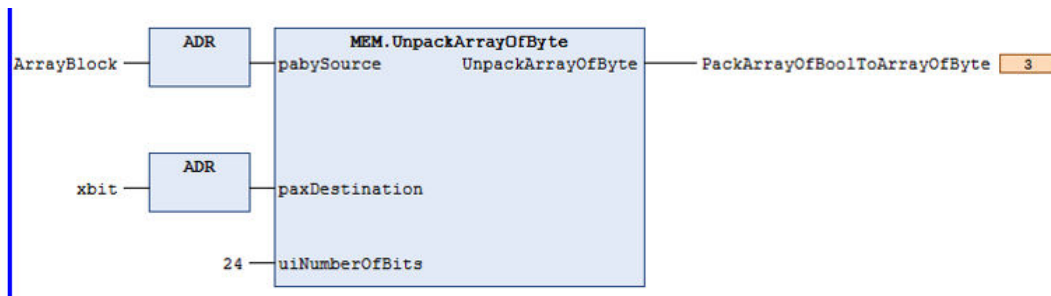 ADR
MEM.UnpackArrayOfByte
ArrayBlock
pabySource
UnpackArrayOfByte
PackArrayOfBoolToArrayOfByte
3
ADR
xbit
paxDestination
24
uiNumberOfBits